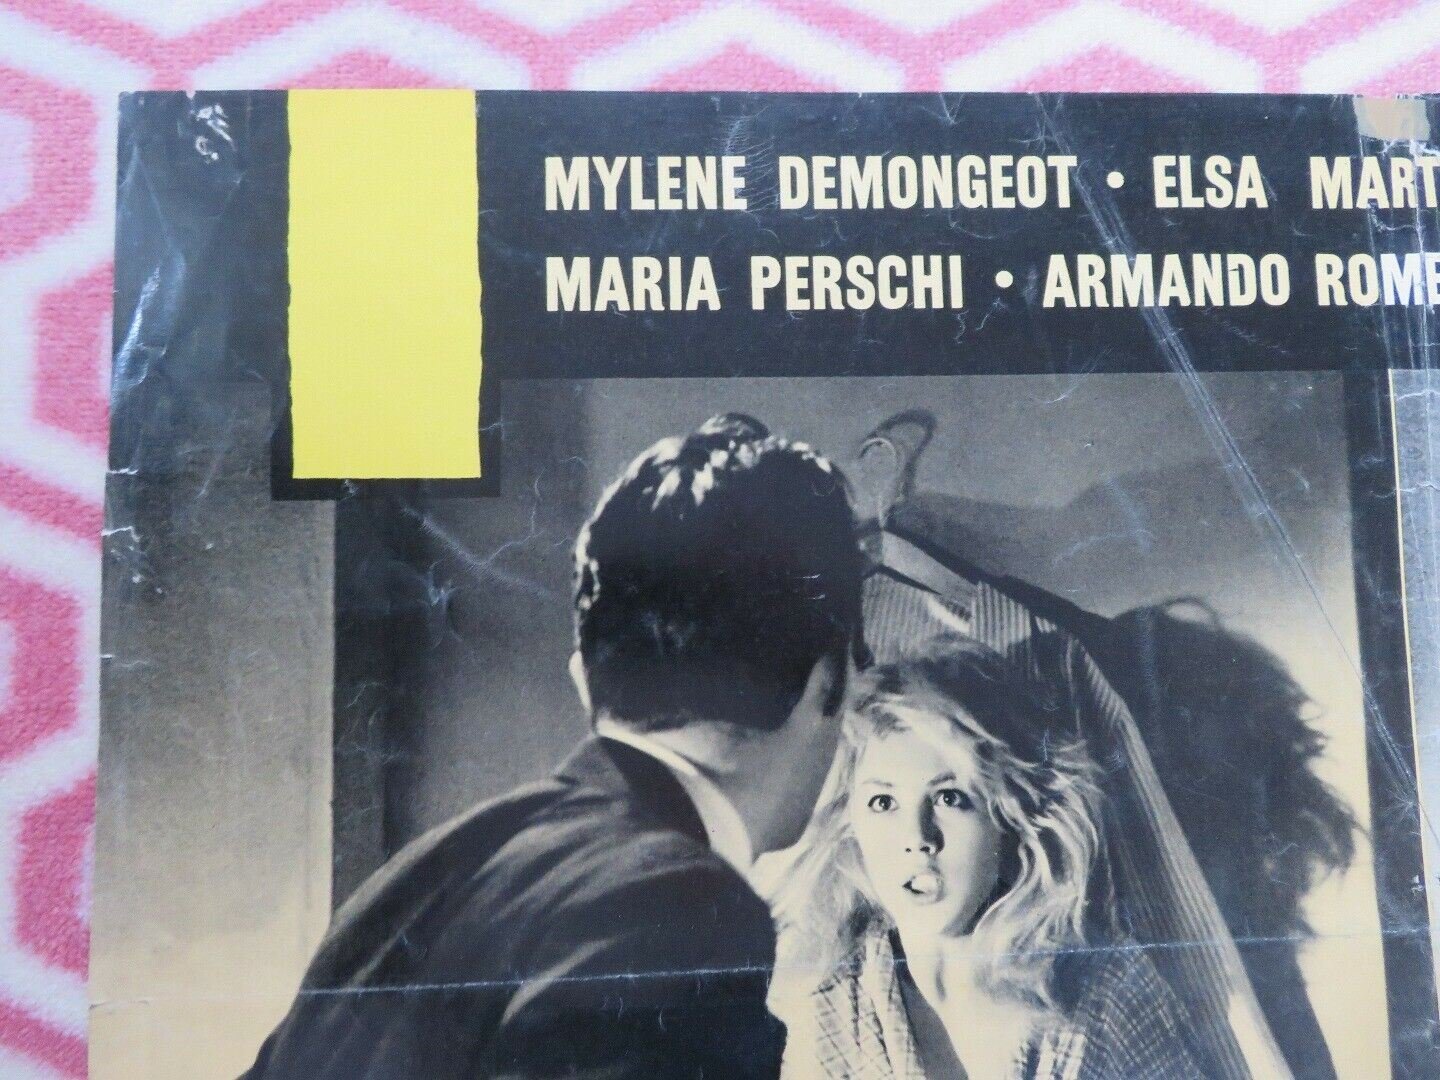 MYLENE DEMONGEOT • ELSA MART
MARIA PERSCHI • ARMANDO ROME